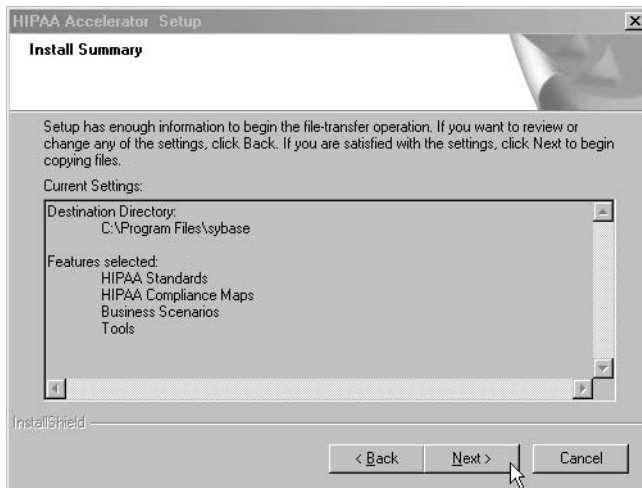 HIPAA Accelerator Setup
Install Summary
Setup has enough information to begin the file-transfer operation. If you want to review or
change any of the settings, click Back. If you are satisfied with the settings, click Next to begin
copying files.
Current Settings:
Destination Directory:
C:\Program Files\sybase
Features selected:
HIPAA Standards
HIPAA Compliance Maps
Business Scenarios
Tools
InstallShield
< Back
Next >
Cancel